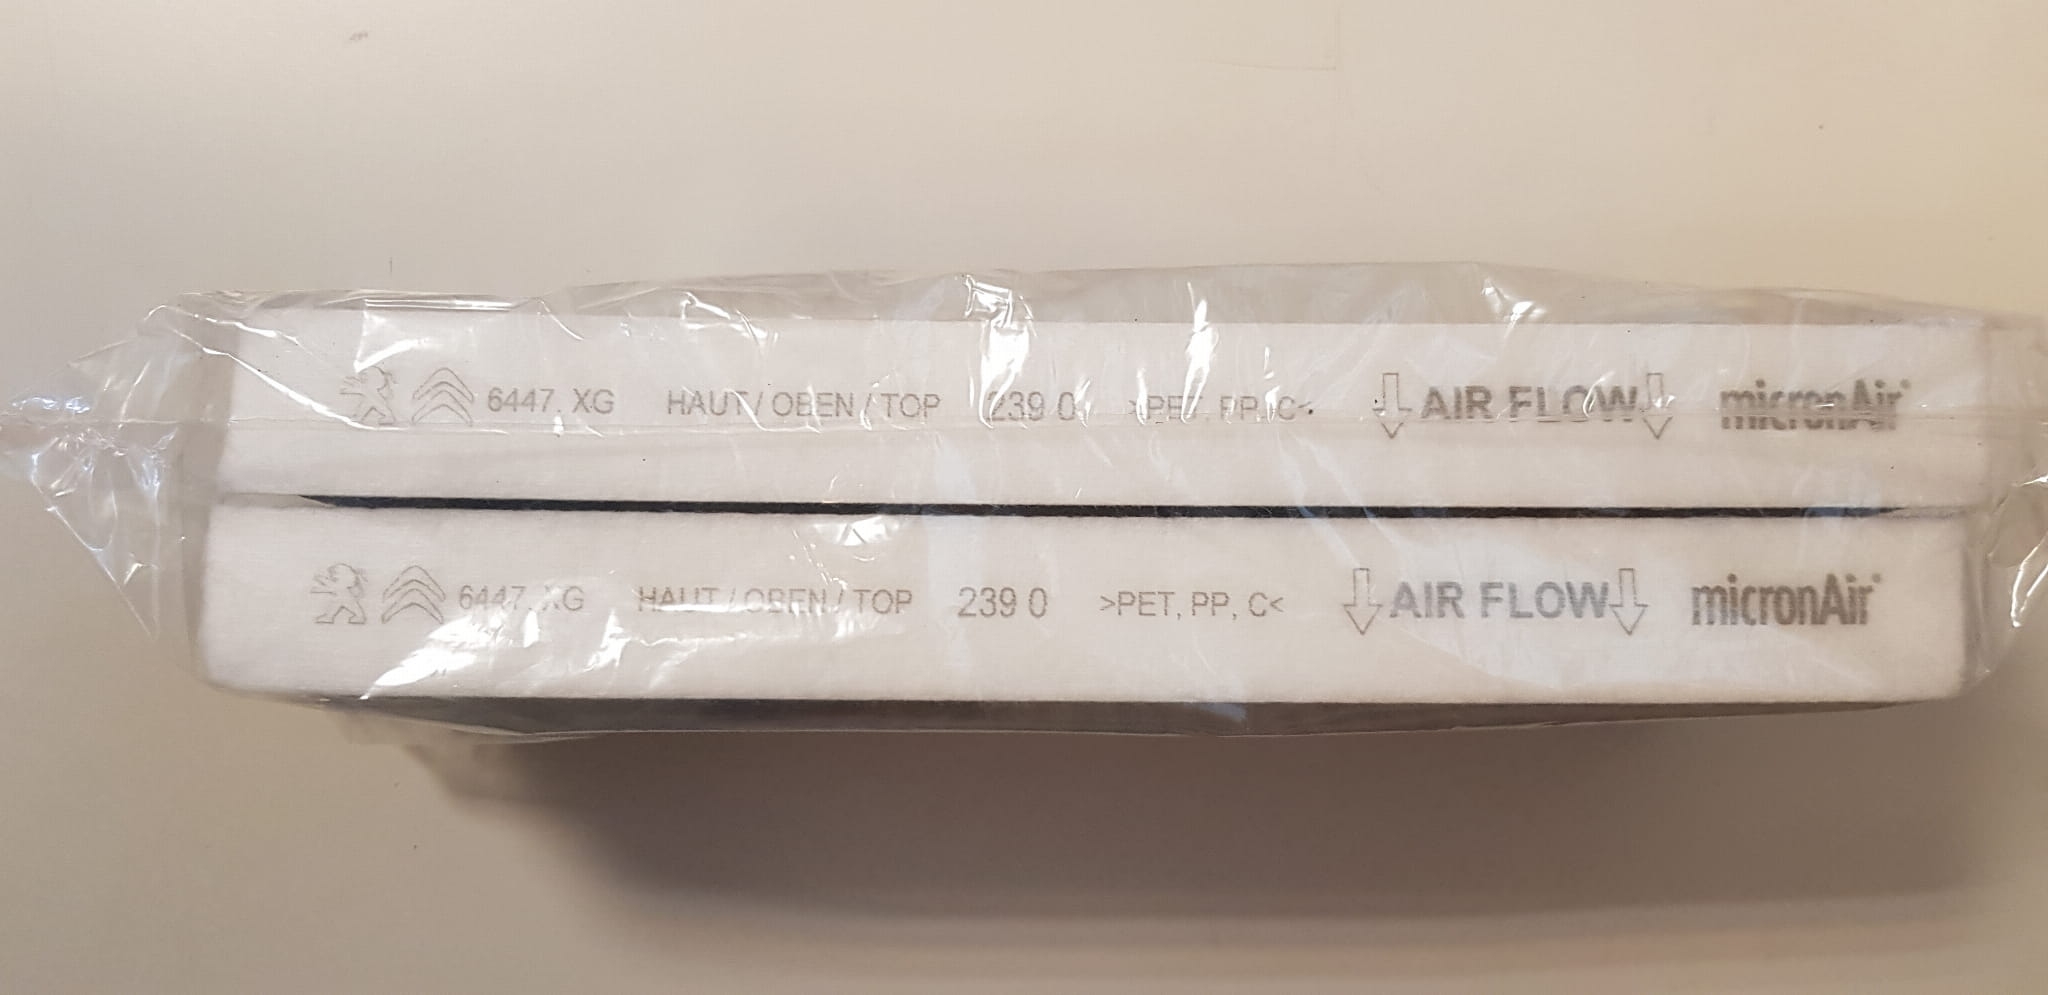 6447. XG HAUT / OBEN / TOP 239 0 >PET, PP, C< AIR FLOW micronAir®
6447. XG HAUT / OBEN / TOP 239 0 >PET, PP, C< AIR FLOW micronAir®